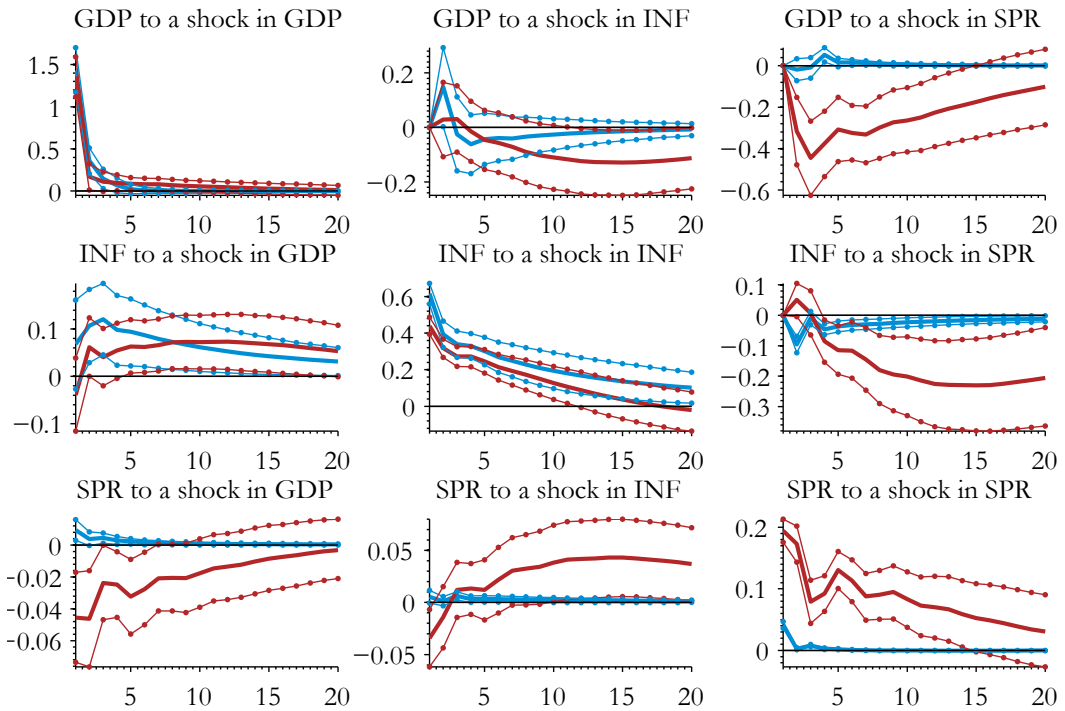 GDP to a shock in GDP
GDP to a shock in INF
GDP to a shock in SPR
1.5
1
0.5
0
5 10 15 20
0.2
0
−0.2
5 10 15 20
0
−0.2
−0.4
−0.6
5 10 15 20
INF to a shock in GDP
INF to a shock in INF
INF to a shock in SPR
0.1
0
−0.1
5 10 15 20
0.6
0.4
0.2
0
5 10 15 20
0.1
0
−0.1
−0.2
−0.3
5 10 15 20
SPR to a shock in GDP
SPR to a shock in INF
SPR to a shock in SPR
0
-0.02
-0.04
-0.06
5 10 15 20
0.05
0
−0.05
5 10 15 20
0.2
0.1
0
5 10 15 20